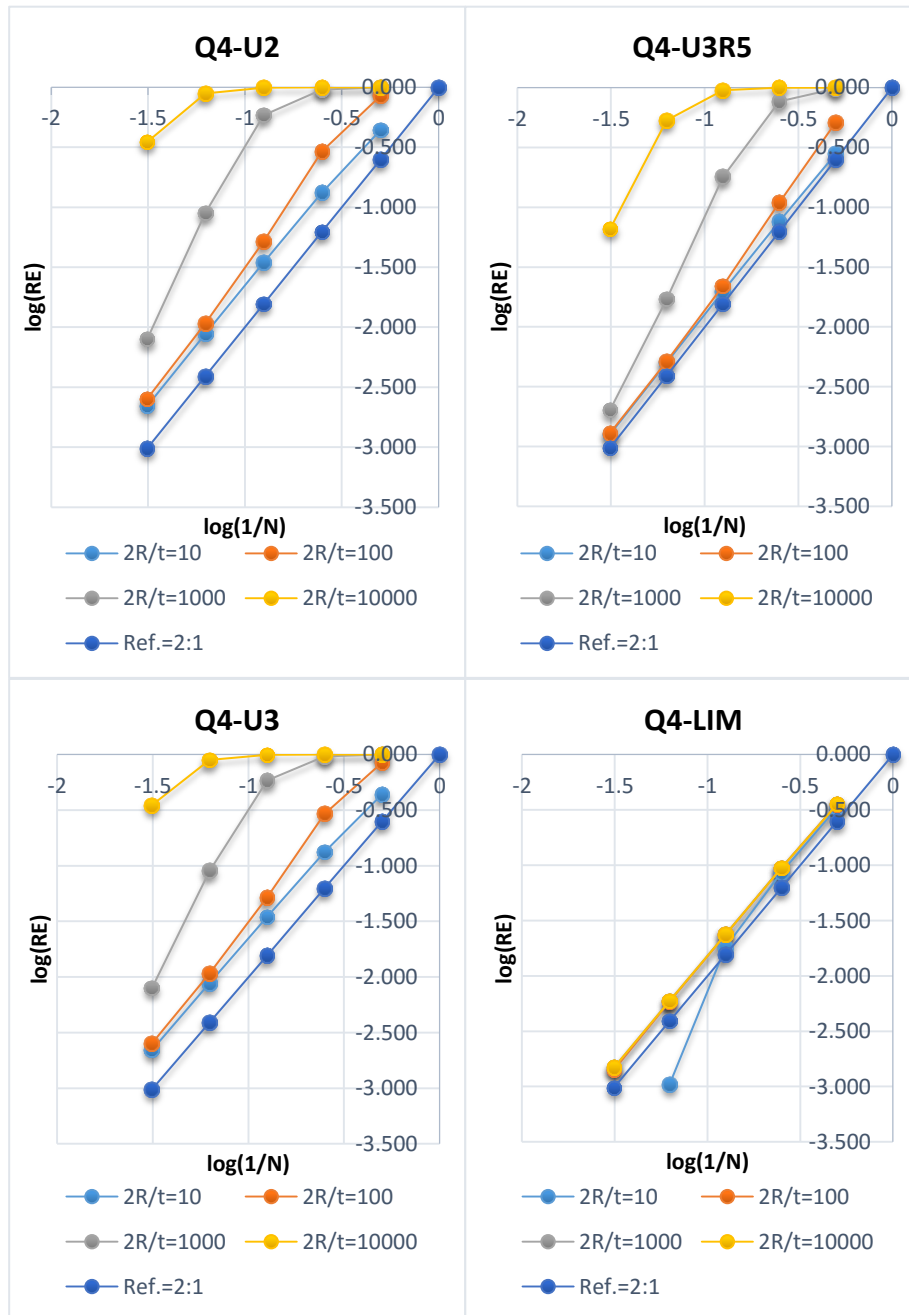 Q4-U2
0.000
-2 -1.5 -1 -0.5 0
-0.500
-1.000
-1.500
-2.000
-2.500
-3.000
-3.500
log(RE)
log(1/N)
2R/t=10 2R/t=100
2R/t=1000 2R/t=10000
Ref.=2:1
Q4-U3R5
0.000
-2 -1.5 -1 -0.5 0
-0.500
-1.000
-1.500
-2.000
-2.500
-3.000
-3.500
log(RE)
log(1/N)
2R/t=10 2R/t=100
2R/t=1000 2R/t=10000
Ref.=2:1
Q4-U3
0.000
-2 -1.5 -1 -0.5 0
-0.500
-1.000
-1.500
-2.000
-2.500
-3.000
-3.500
log(RE)
log(1/N)
2R/t=10 2R/t=100
2R/t=1000 2R/t=10000
Ref.=2:1
Q4-LIM
0.000
-2 -1.5 -1 -0.5 0
-0.500
-1.000
-1.500
-2.000
-2.500
-3.000
-3.500
log(RE)
log(1/N)
2R/t=10 2R/t=100
2R/t=1000 2R/t=10000
Ref.=2:1